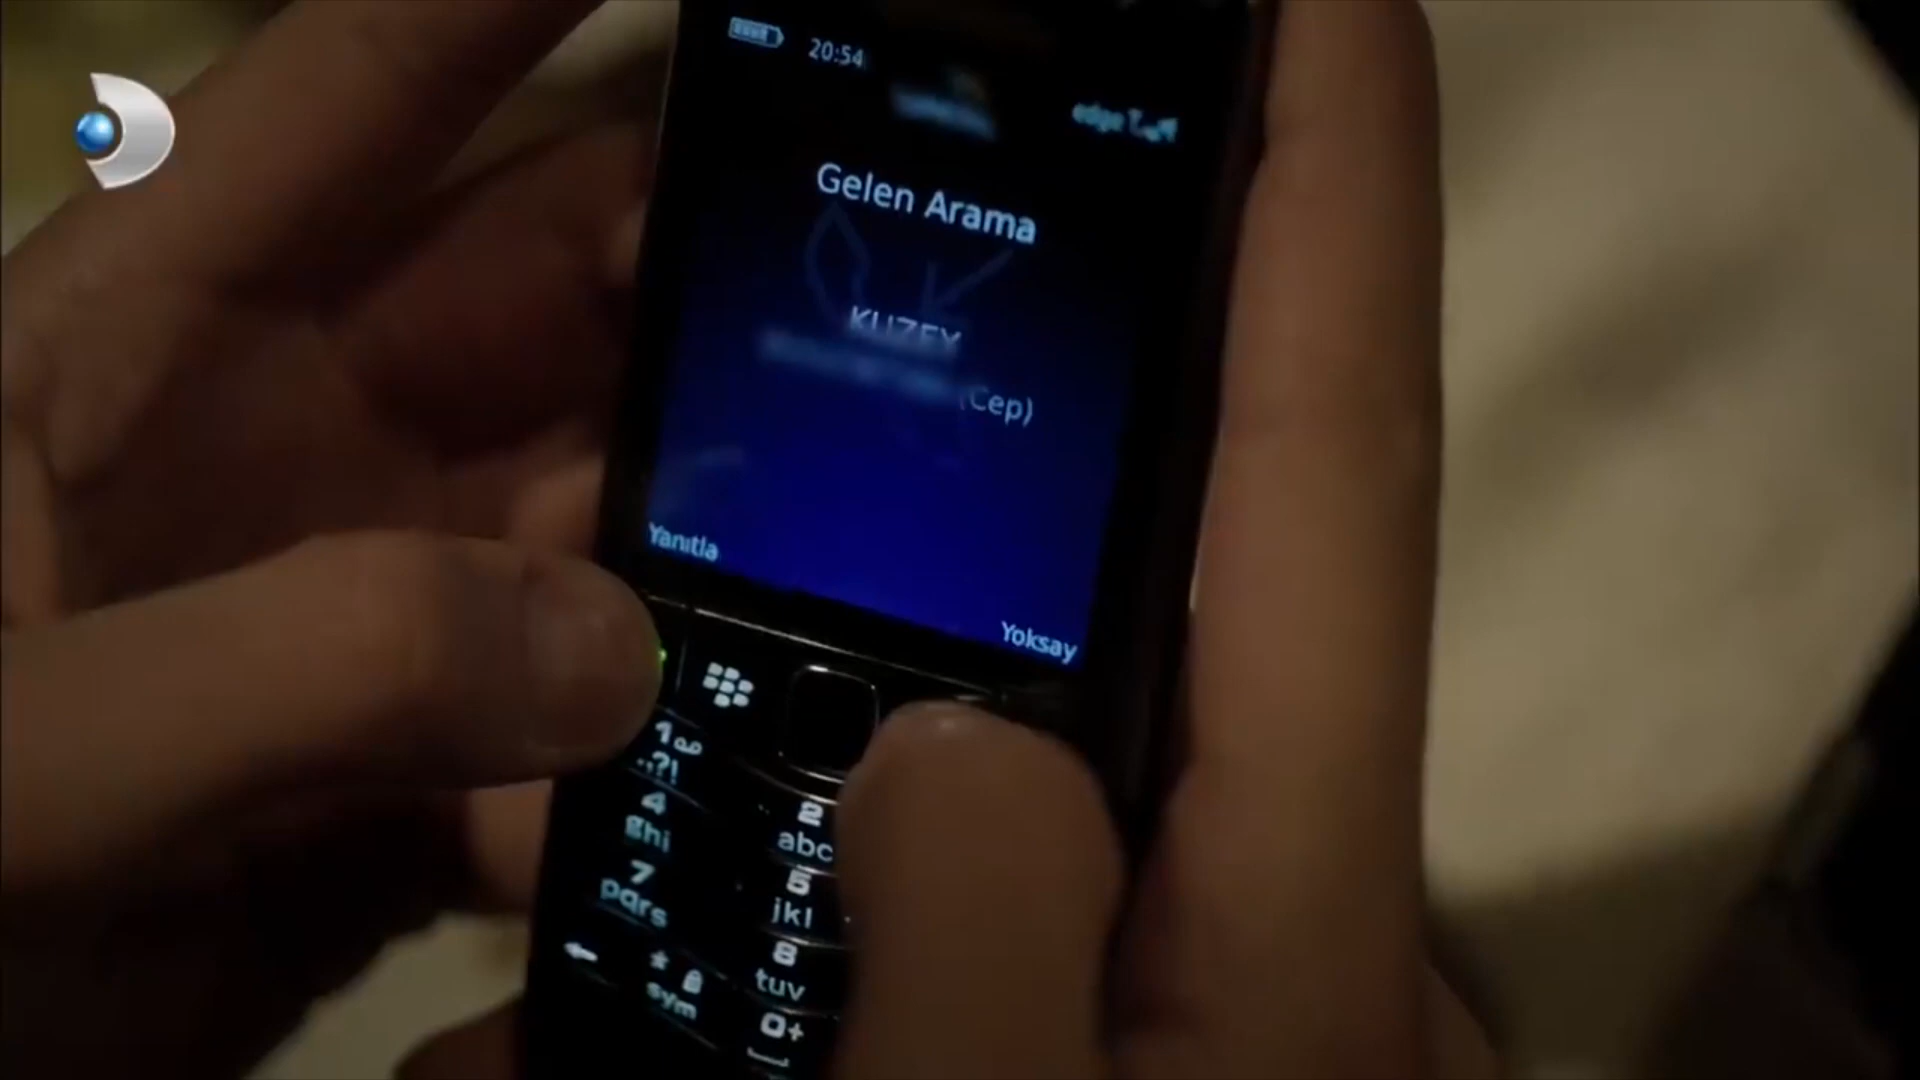 20:54
edge
Gelen Arama
KUZEY
(Cep)
Yanıtla
Yoksay
1
.,?!
2
abc
4
ghi
5
jkl
7
pqrs
8
tuv
*
sym
0+